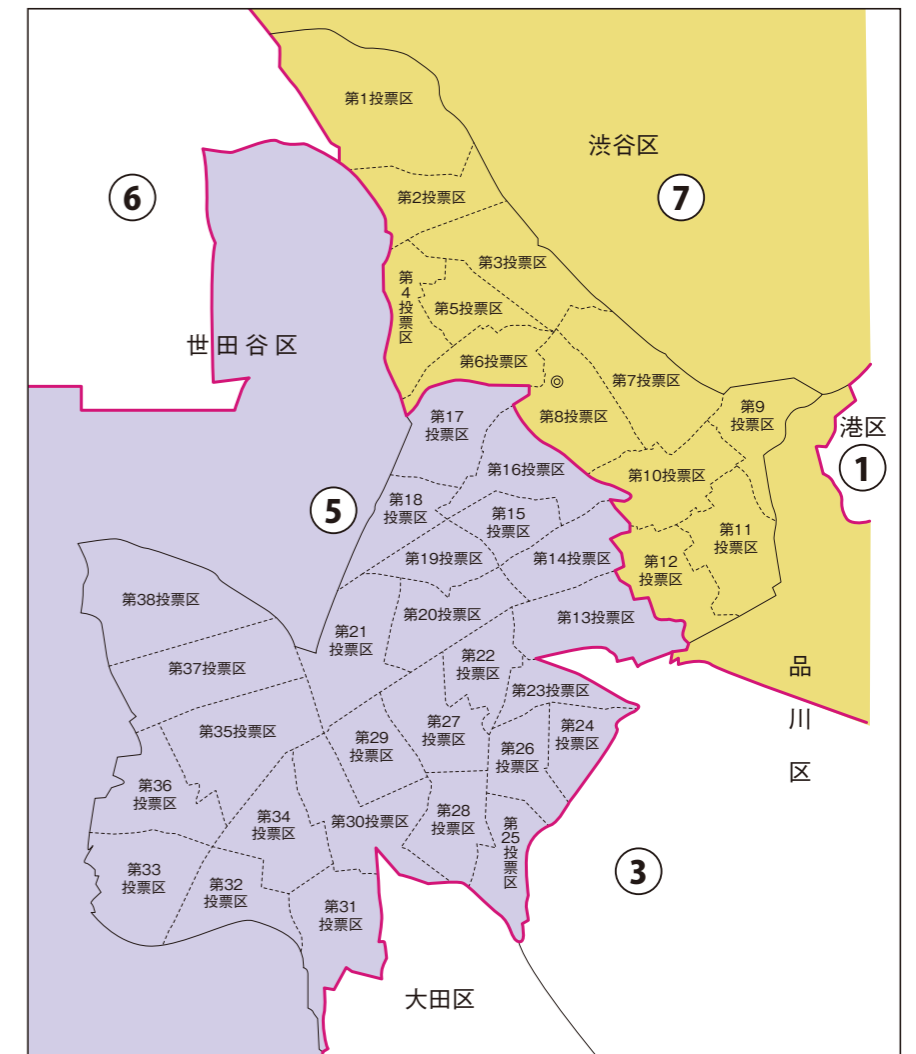 第1投票区
渋谷区
⑥
第2投票区
⑦
第3投票区
第4投票区
第5投票区
世田谷区
第6投票区
◎
第7投票区
第8投票区
第9
投票区
港区
①
第17
投票区
第16投票区
第10投票区
第18
投票区
⑤
第15
投票区
第11
投票区
第19投票区
第14投票区
第12
投票区
第38投票区
第20投票区
第13投票区
第21
投票区
第37投票区
第22
投票区
品川区
第23投票区
第35投票区
第29
投票区
第27
投票区
第26
投票区
第24
投票区
第36
投票区
第34
投票区
第30投票区
第28
投票区
第25投票区
③
第33
投票区
第32
投票区
第31
投票区
大田区